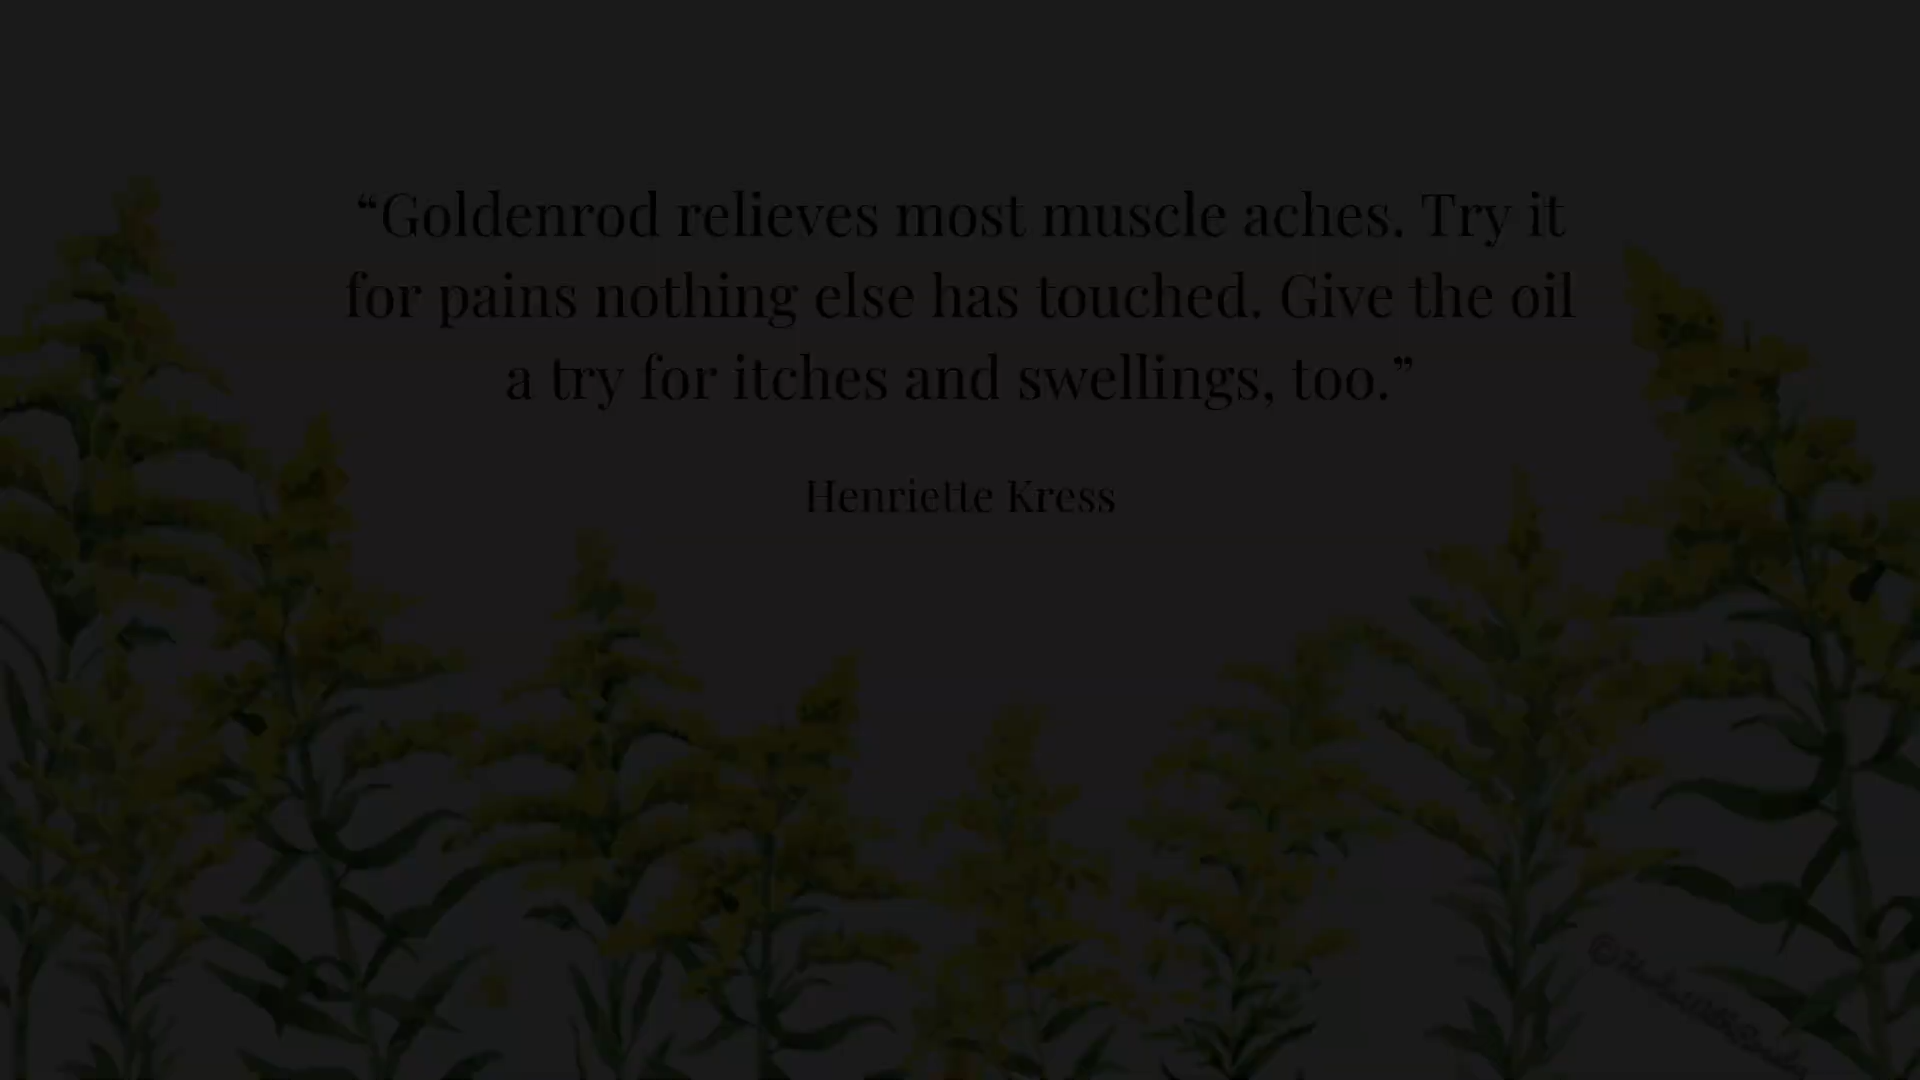 “Goldenrod relieves most muscle aches. Try it
for pains nothing else has touched. Give the oil
a try for itches and swellings, too.”
Henriette Kress